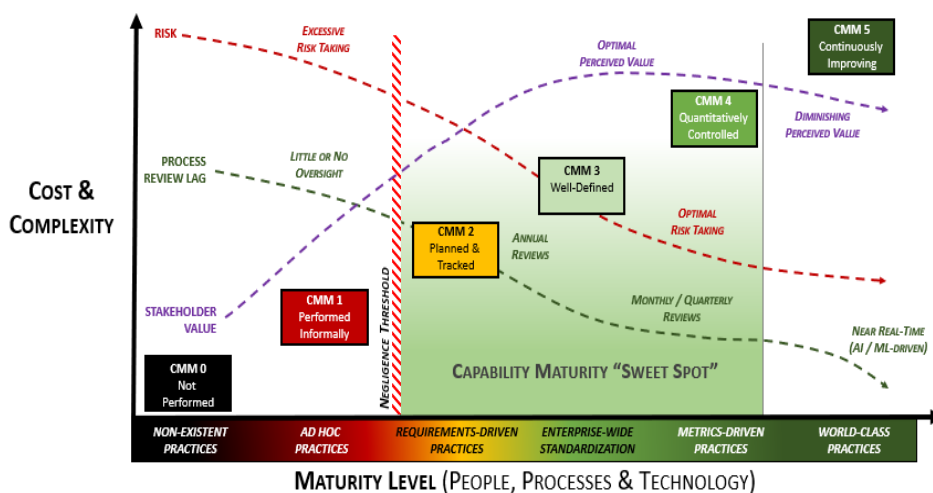 RISK
EXCESSIVE
RISK TAKING
OPTIMAL
PERCEIVED VALUE
CMM 5
Continuously
Improving
CMM 4
Quantitatively
Controlled
DIMINISHING
PERCEIVED VALUE
PROCESS
REVIEW LAG
LITTLE OR NO
OVERSIGHT
CMM 3
Well-Defined
COST &
COMPLEXITY
CMM 2
Planned &
Tracked
ANNUAL
REVIEWS
OPTIMAL
RISK TAKING
STAKEHOLDER
VALUE
CMM 1
Performed
Informally
NEGLIGENCE THRESHOLD
MONTHLY / QUARTERLY
REVIEWS
NEAR REAL-TIME
(AI / ML-DRIVEN)
CMM 0
Not
Performed
CAPABILITY MATURITY “SWEET SPOT”
NON-EXISTENT
PRACTICES
AD HOC
PRACTICES
REQUIREMENTS-DRIVEN
PRACTICES
ENTERPRISE-WIDE
STANDARDIZATION
METRICS-DRIVEN
PRACTICES
WORLD-CLASS
PRACTICES
MATURITY LEVEL (PEOPLE, PROCESSES & TECHNOLOGY)